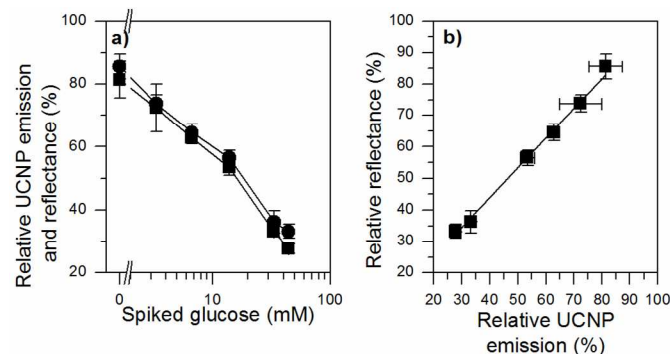 a)
Relative UCNP emission
and reflectance (%)
100
80
60
40
20
0
10
100
Spiked glucose (mM)
b)
Relative reflectance (%)
100
90
80
70
60
50
40
30
20
20 30 40 50 60 70 80 90 100
Relative UCNP
emission (%)